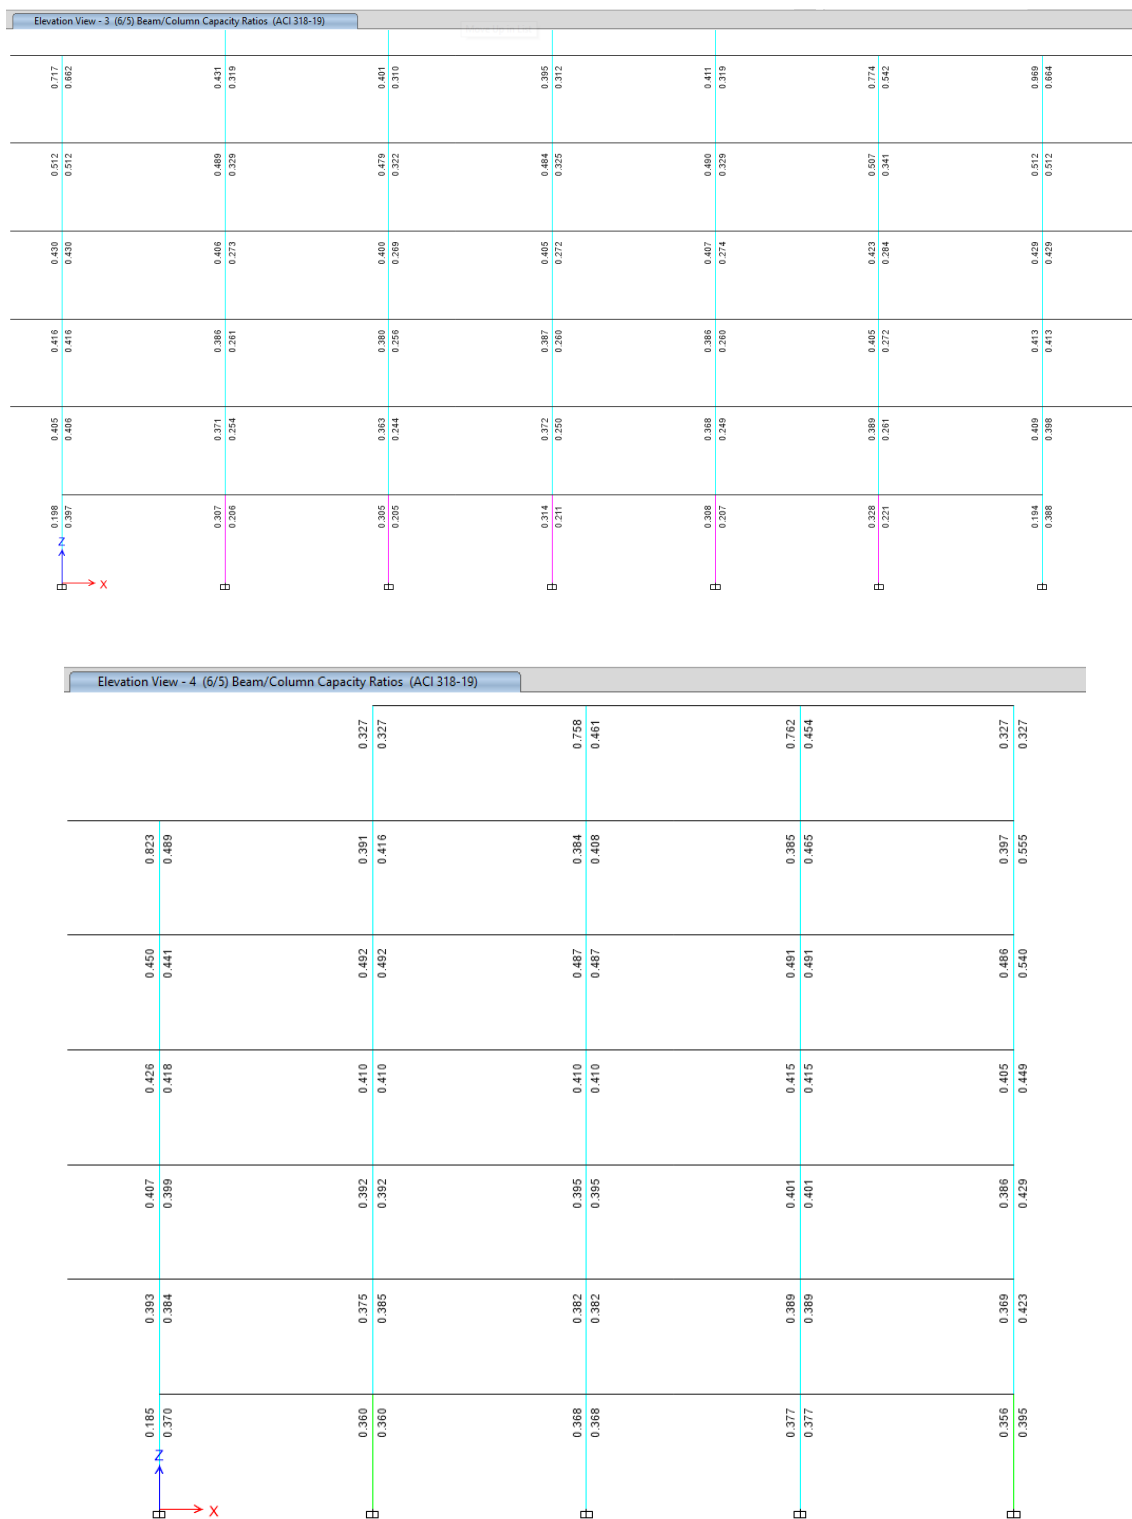 Elevation View - 3 (6/5) Beam/Column Capacity Ratios (ACI 318-19)
0.717 0.662 0.431 0.319 0.401 0.310 0.395 0.312 0.411 0.319 0.774 0.542 0.969 0.664
0.512 0.512 0.489 0.329 0.479 0.322 0.484 0.325 0.490 0.329 0.507 0.341 0.512 0.512
0.430 0.430 0.406 0.273 0.400 0.269 0.405 0.272 0.407 0.274 0.423 0.284 0.429 0.429
0.416 0.416 0.386 0.261 0.380 0.256 0.387 0.260 0.386 0.260 0.405 0.272 0.413 0.413
0.405 0.406 0.371 0.254 0.363 0.244 0.372 0.250 0.368 0.249 0.389 0.261 0.409 0.398
0.198 0.397 0.307 0.206 0.305 0.205 0.314 0.211 0.308 0.207 0.328 0.221 0.194 0.388
Z
X
Elevation View - 4 (6/5) Beam/Column Capacity Ratios (ACI 318-19)
0.327 0.327 0.758 0.461 0.762 0.454 0.327 0.327
0.823 0.489 0.391 0.416 0.384 0.408 0.385 0.465 0.397 0.555
0.450 0.441 0.492 0.492 0.487 0.487 0.491 0.491 0.486 0.540
0.426 0.418 0.410 0.410 0.410 0.410 0.415 0.415 0.405 0.449
0.407 0.399 0.392 0.392 0.395 0.395 0.401 0.401 0.386 0.429
0.393 0.384 0.375 0.385 0.382 0.382 0.389 0.389 0.369 0.423
0.185 0.370 0.360 0.360 0.368 0.368 0.377 0.377 0.356 0.395
Z
X